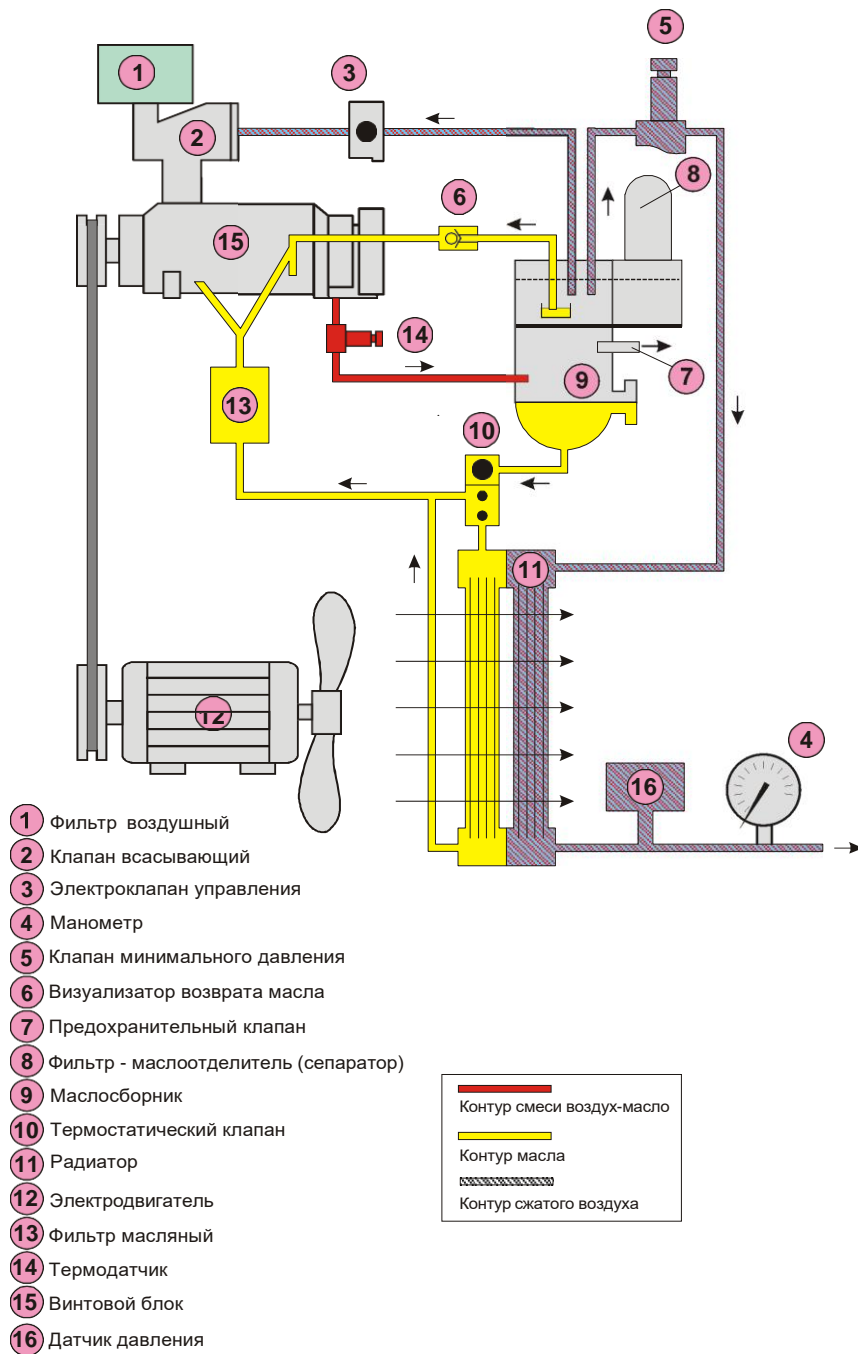 1
2
3
5
8
6
15
14
9
7
13
10
11
12
4
16
1 Фильтр воздушный
2 Клапан всасывающий
3 Электроклапан управления
4 Манометр
5 Клапан минимального давления
6 Визуализатор возврата масла
7 Предохранительный клапан
8 Фильтр - маслоотделитель (сепаратор)
9 Маслосборник
10 Термостатический клапан
11 Радиатор
12 Электродвигатель
13 Фильтр масляный
14 Термодатчик
15 Винтовой блок
16 Датчик давления
Контур смеси воздух-масло
Контур масла
Контур сжатого воздуха